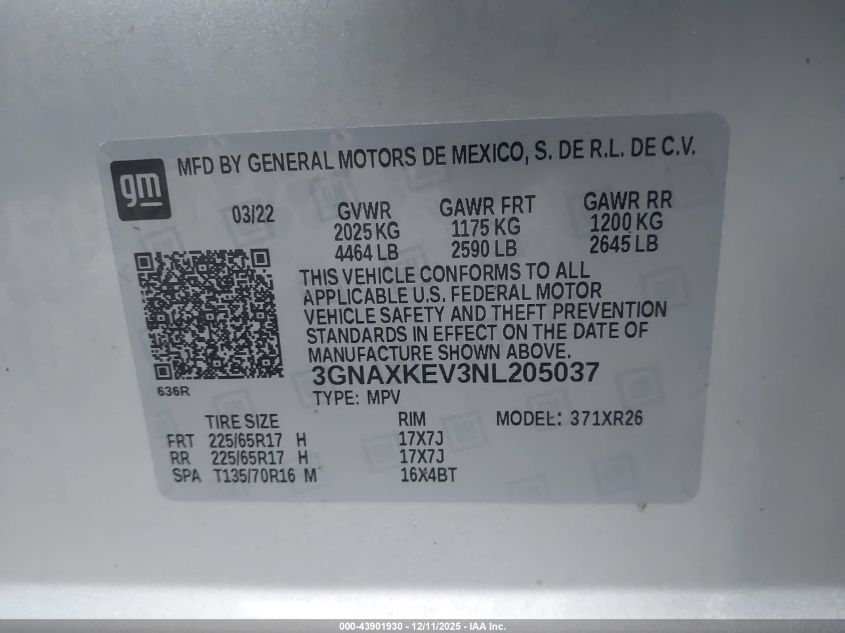 gm
MFD BY GENERAL MOTORS DE MEXICO, S. DE R.L. DE C.V.
03/22 GVWR GAWR FRT GAWR RR
2025 KG 1175 KG 1200 KG
4464 LB 2590 LB 2645 LB
THIS VEHICLE CONFORMS TO ALL
APPLICABLE U.S. FEDERAL MOTOR
VEHICLE SAFETY AND THEFT PREVENTION
STANDARDS IN EFFECT ON THE DATE OF
MANUFACTURE SHOWN ABOVE.
3GNAXKEV3NL205037
636R
TYPE: MPV
TIRE SIZE RIM MODEL: 371XR26
FRT 225/65R17 H 17X7J
RR 225/65R17 H 17X7J
SPA T135/70R16 M 16X4BT
000-43901930 - 12/11/2025 - IAA Inc.